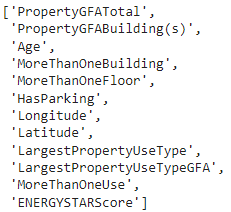 ['PropertyGFATotal',
'PropertyGFABuilding(s)',
'Age',
'MoreThanOneBuilding',
'MoreThanOneFloor',
'HasParking',
'Longitude',
'Latitude',
'LargestPropertyUseType',
'LargestPropertyUseTypeGFA',
'MoreThanOneUse',
'ENERGYSTARScore']